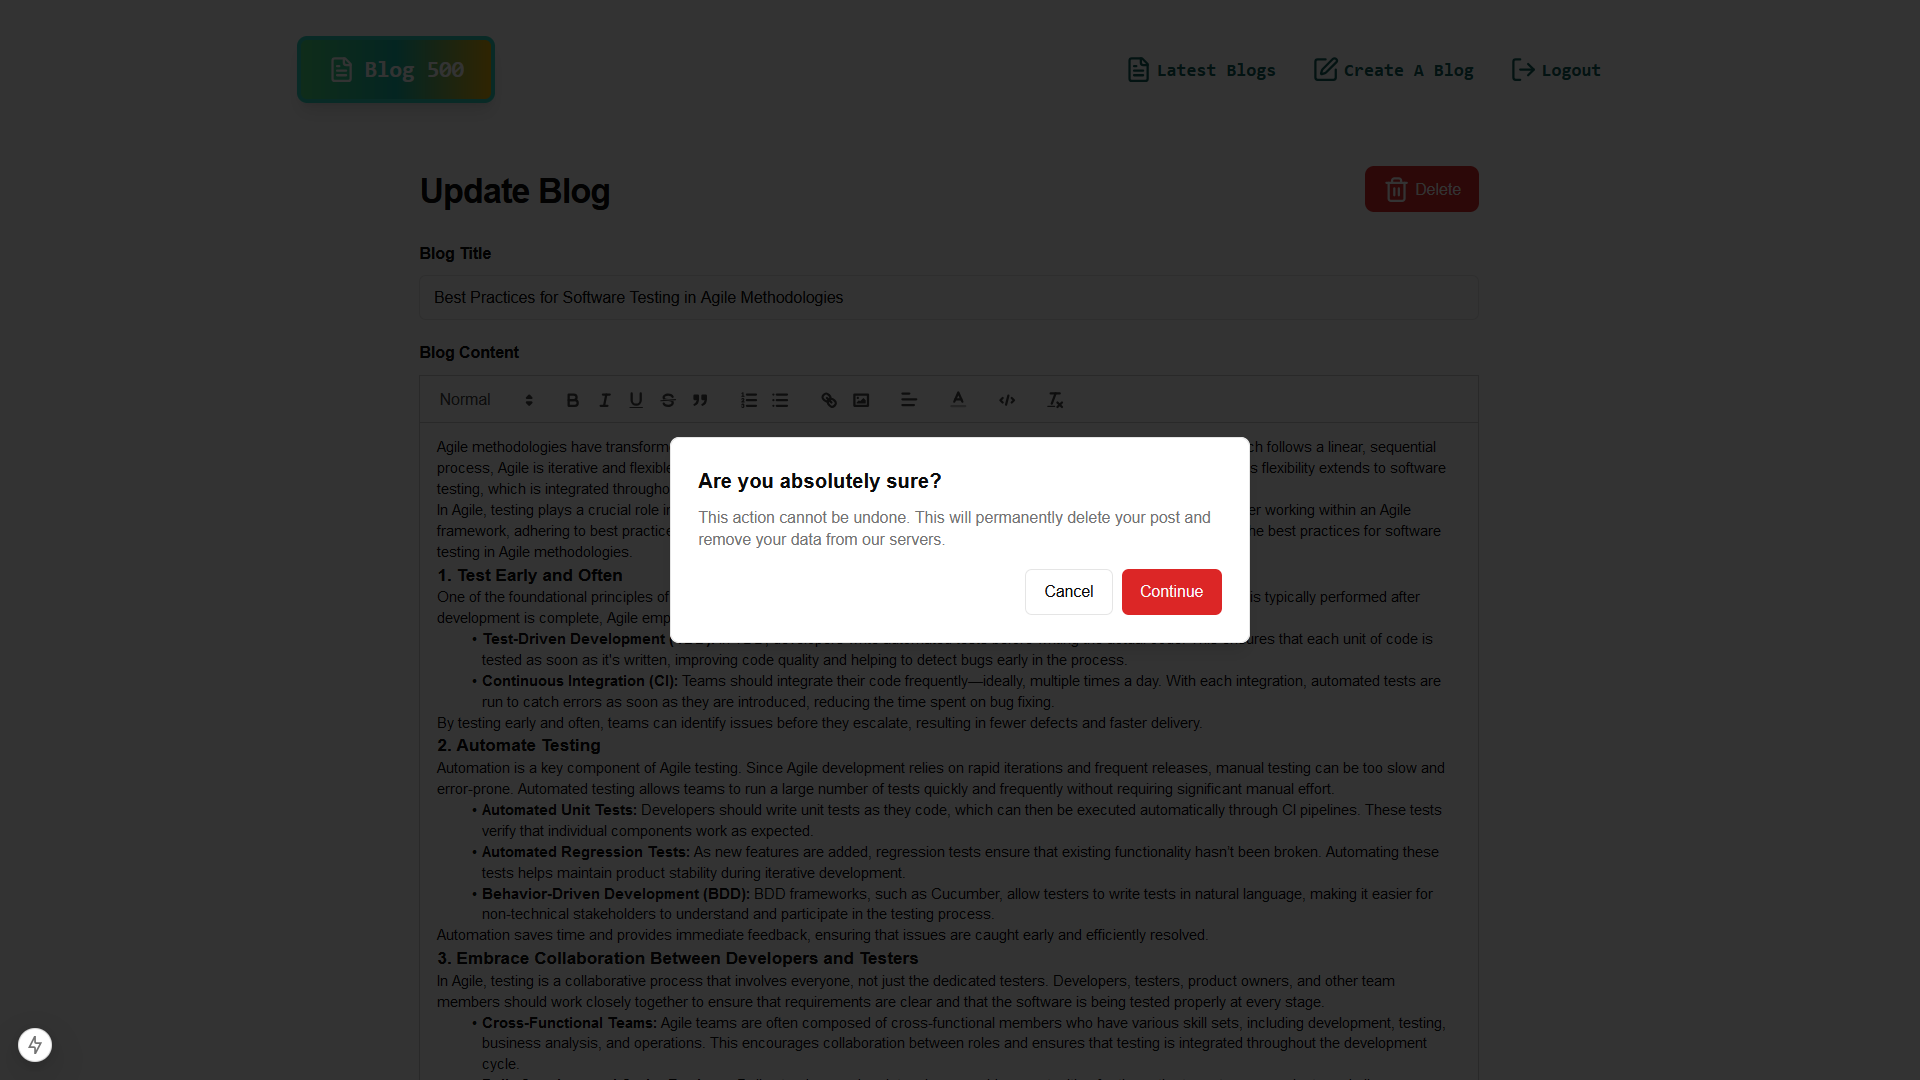 Blog 500
Latest Blogs
Create A Blog
Logout
Update Blog
Delete
Blog Title
Best Practices for Software Testing in Agile Methodologies
Blog Content
Normal
Agile methodologies have transform
ch follows a linear, sequential
process, Agile is iterative and flexible
s flexibility extends to software
testing, which is integrated througho
In Agile, testing plays a crucial role in
er working within an Agile
framework, adhering to best practice
he best practices for software
testing in Agile methodologies.
Are you absolutely sure?
This action cannot be undone. This will permanently delete your post and
remove your data from our servers.
Cancel
Continue
1. Test Early and Often
One of the foundational principles of
is typically performed after
development is complete, Agile emp
• Test-Driven Development
ures that each unit of code is
tested as soon as it's written, improving code quality and helping to detect bugs early in the process.
• Continuous Integration (CI): Teams should integrate their code frequently—ideally, multiple times a day. With each integration, automated tests are
run to catch errors as soon as they are introduced, reducing the time spent on bug fixing.
By testing early and often, teams can identify issues before they escalate, resulting in fewer defects and faster delivery.
2. Automate Testing
Automation is a key component of Agile testing. Since Agile development relies on rapid iterations and frequent releases, manual testing can be too slow and
error-prone. Automated testing allows teams to run a large number of tests quickly and frequently without requiring significant manual effort.
• Automated Unit Tests: Developers should write unit tests as they code, which can then be executed automatically through CI pipelines. These tests
verify that individual components work as expected.
• Automated Regression Tests: As new features are added, regression tests ensure that existing functionality hasn't been broken. Automating these
tests helps maintain product stability during iterative development.
• Behavior-Driven Development (BDD): BDD frameworks, such as Cucumber, allow testers to write tests in natural language, making it easier for
non-technical stakeholders to understand and participate in the testing process.
Automation saves time and provides immediate feedback, ensuring that issues are caught early and efficiently resolved.
3. Embrace Collaboration Between Developers and Testers
In Agile, testing is a collaborative process that involves everyone, not just the dedicated testers. Developers, testers, product owners, and other team
members should work closely together to ensure that requirements are clear and that the software is being tested properly at every stage.
• Cross-Functional Teams: Agile teams are often composed of cross-functional members who have various skill sets, including development, testing,
business analysis, and operations. This encourages collaboration between roles and ensures that testing is integrated throughout the development
cycle.